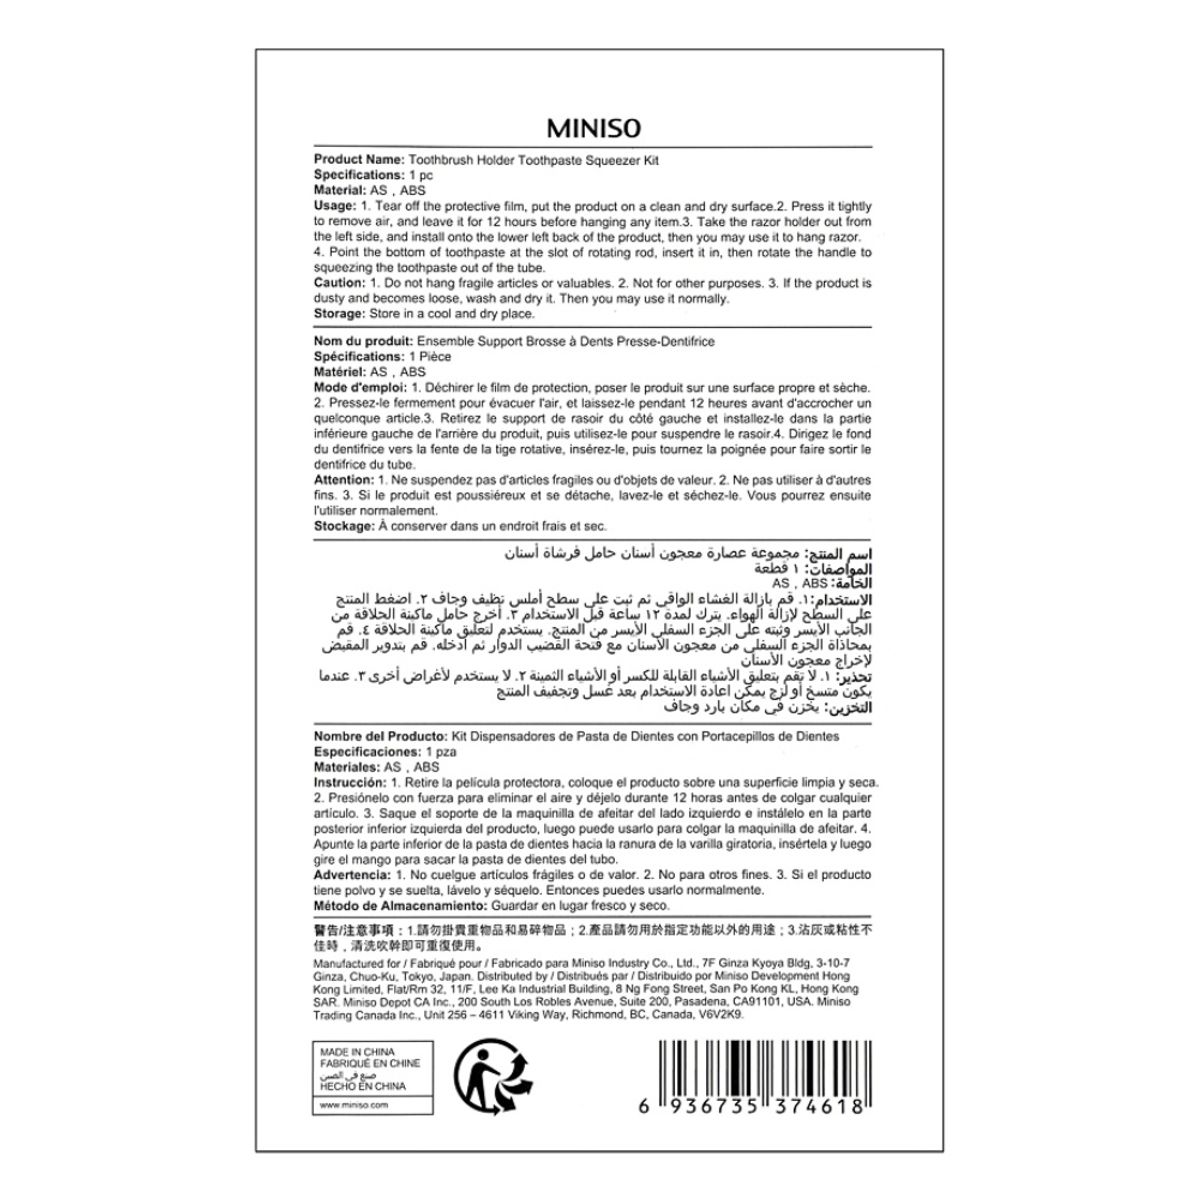 MINISO
Product Name: Toothbrush Holder Toothpaste Squeezer Kit
Specifications: 1 pc
Material: AS , ABS
Usage: 1. Tear off the protective film, put the product on a clean and dry surface.2. Press it tightly
to remove air, and leave it for 12 hours before hanging any item.3. Take the razor holder out from
the left side, and install onto the lower left back of the product, then you may use it to hang razor.
4. Point the bottom of toothpaste at the slot of rotating rod, insert it in, then rotate the handle to
squeezing the toothpaste out of the tube.
Caution: 1. Do not hang fragile articles or valuables. 2. Not for other purposes. 3. If the product is
dusty and becomes loose, wash and dry it. Then you may use it normally.
Storage: Store in a cool and dry place.
Nom du produit: Ensemble Support Brosse à Dents Presse-Dentifrice
Spécifications: 1 Pièce
Matériel: AS , ABS
Mode d'emploi: 1. Déchirer le film de protection, poser le produit sur une surface propre et sèche.
2. Pressez-le fermement pour évacuer l'air, et laissez-le pendant 12 heures avant d'accrocher un
quelconque article.3. Retirez le support de rasoir du côté gauche et installez-le dans la partie
inférieure gauche de l'arrière du produit, puis utilisez-le pour suspendre le rasoir.4. Dirigez le fond
du dentifrice vers la fente de la tige rotative, insérez-le, puis tournez la poignée pour faire sortir le
dentifrice du tube.
Attention: 1. Ne suspendez pas d'articles fragiles ou d'objets de valeur. 2. Ne pas utiliser à d'autres
fins. 3. Si le produit est poussiéreux et se détache, lavez-le et séchez-le. Vous pourrez ensuite
l'utiliser normalement.
Stockage: À conserver dans un endroit frais et sec.
اسم المنتج: مجموعة عصارة معجون أسنان حامل فرشاة أسنان
المواصفات: ١ قطعة
الخامة: AS , ABS
الاستخدام: ١. قم بازالة الغشاء الواقي ثم ثبت على سطح أملس نظيف وجاف ٢. اضغط المنتج
على السطح لإزالة الهواء. يترك لمدة ١٢ ساعة قبل الاستخدام ٣. أخرج حامل ماكينة الحلاقة من
الجانب الأيسر وثبته على الجزء السفلي الأيسر من المنتج. يستخدم لتعليق ماكينة الحلاقة ٤. قم
بمحاذاة الجزء السفلي من معجون الأسنان مع فتحة القضيب الدوار ثم ادخله. قم بتدوير المقبض
لإخراج معجون الأسنان
تحذير: ١. لا تقم بتعليق الأشياء القابلة للكسر أو الأشياء الثمينة ٢. لا يستخدم لأغراض أخرى ٣. عندما
يكون متسخ أو لزج يمكن اعادة الاستخدام بعد غسل وتجفيف المنتج
التخزين: يخزن في مكان بارد وجاف
Nombre del Producto: Kit Dispensadores de Pasta de Dientes con Portacepillos de Dientes
Especificaciones: 1 pza
Materiales: AS , ABS
Instrucción: 1. Retire la película protectora, coloque el producto sobre una superficie limpia y seca.
2. Presiónelo con fuerza para eliminar el aire y déjelo durante 12 horas antes de colgar cualquier
artículo. 3. Saque el soporte de la maquinilla de afeitar del lado izquierdo e instálelo en la parte
posterior inferior izquierda del producto, luego puede usarlo para colgar la maquinilla de afeitar. 4.
Apunte la parte inferior de la pasta de dientes hacia la ranura de la varilla giratoria, insértela y luego
gire el mango para sacar la pasta de dientes del tubo.
Advertencia: 1. No cuelgue artículos frágiles o de valor. 2. No para otros fines. 3. Si el producto
tiene polvo y se suelta, lávelo y séquelo. Entonces puedes usarlo normalmente.
Método de Almacenamiento: Guardar en lugar fresco y seco.
警告/注意事項：1.請勿掛貴重物品和易碎物品；2.產品請勿用於指定功能以外的用途；3.沾灰或粘性不
佳時，清洗吹幹即可重復使用。
Manufactured for / Fabriqué pour / Fabricado para Miniso Industry Co., Ltd., 7F Ginza Kyoya Bldg, 3-10-7
Ginza, Chuo-Ku, Tokyo, Japan. Distributed by / Distribués par / Distribuido por Miniso Development Hong
Kong Limited, Flat/Rm 32, 11/F, Lee Ka Industrial Building, 8 Ng Fong Street, San Po Kong KL, Hong Kong
SAR. Miniso Depot CA Inc., 200 South Los Robles Avenue, Suite 200, Pasadena, CA91101, USA. Miniso
Trading Canada Inc., Unit 256 – 4611 Viking Way, Richmond, BC, Canada, V6V2K9.
MADE IN CHINA
FABRIQUÉ EN CHINE
صنع في الصين
HECHO EN CHINA
www.miniso.com
6 936735 374618